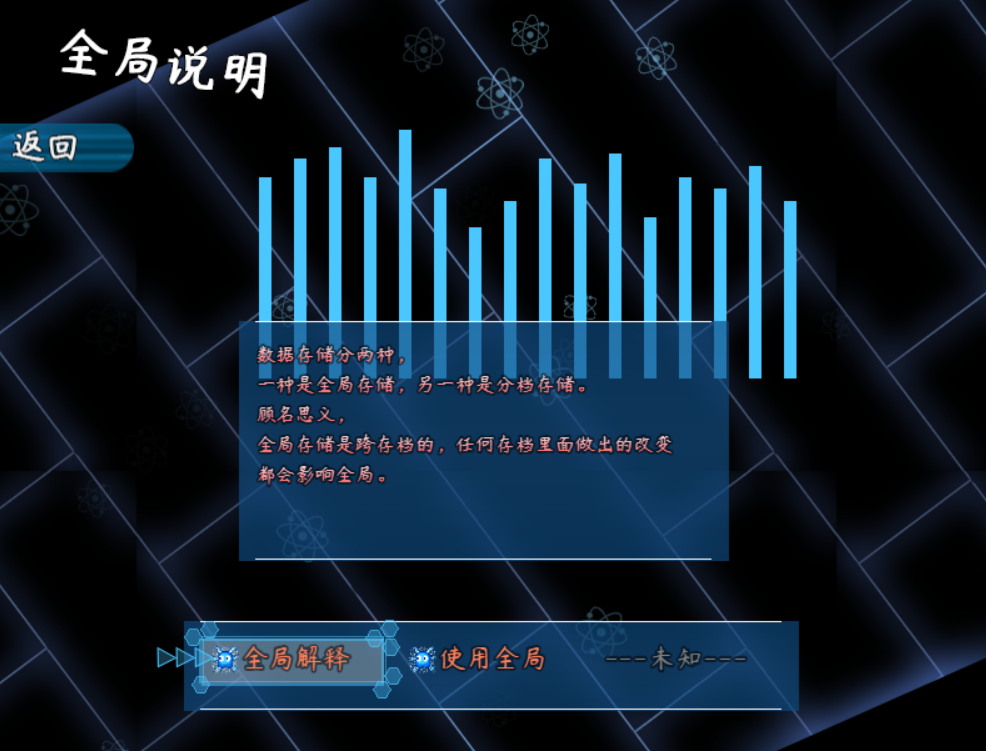 全局说明
返回
数据存储分两种，
一种是全局存储，另一种是分档存储。
顾名思义，
全局存储是跨存档的，任何存档里面做出的改变
都会影响全局。
全局解释 使用全局 ---未知---